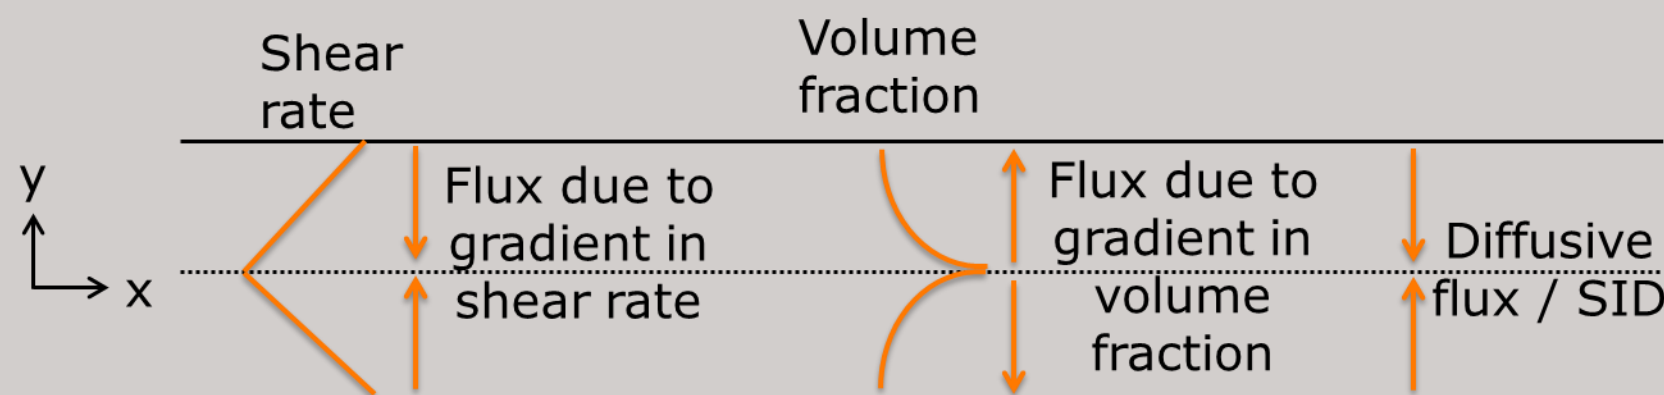 Shear
rate
Volume
fraction
y
x
Flux due to
gradient in
shear rate
Flux due to
gradient in
volume
fraction
Diffusive
flux / SID